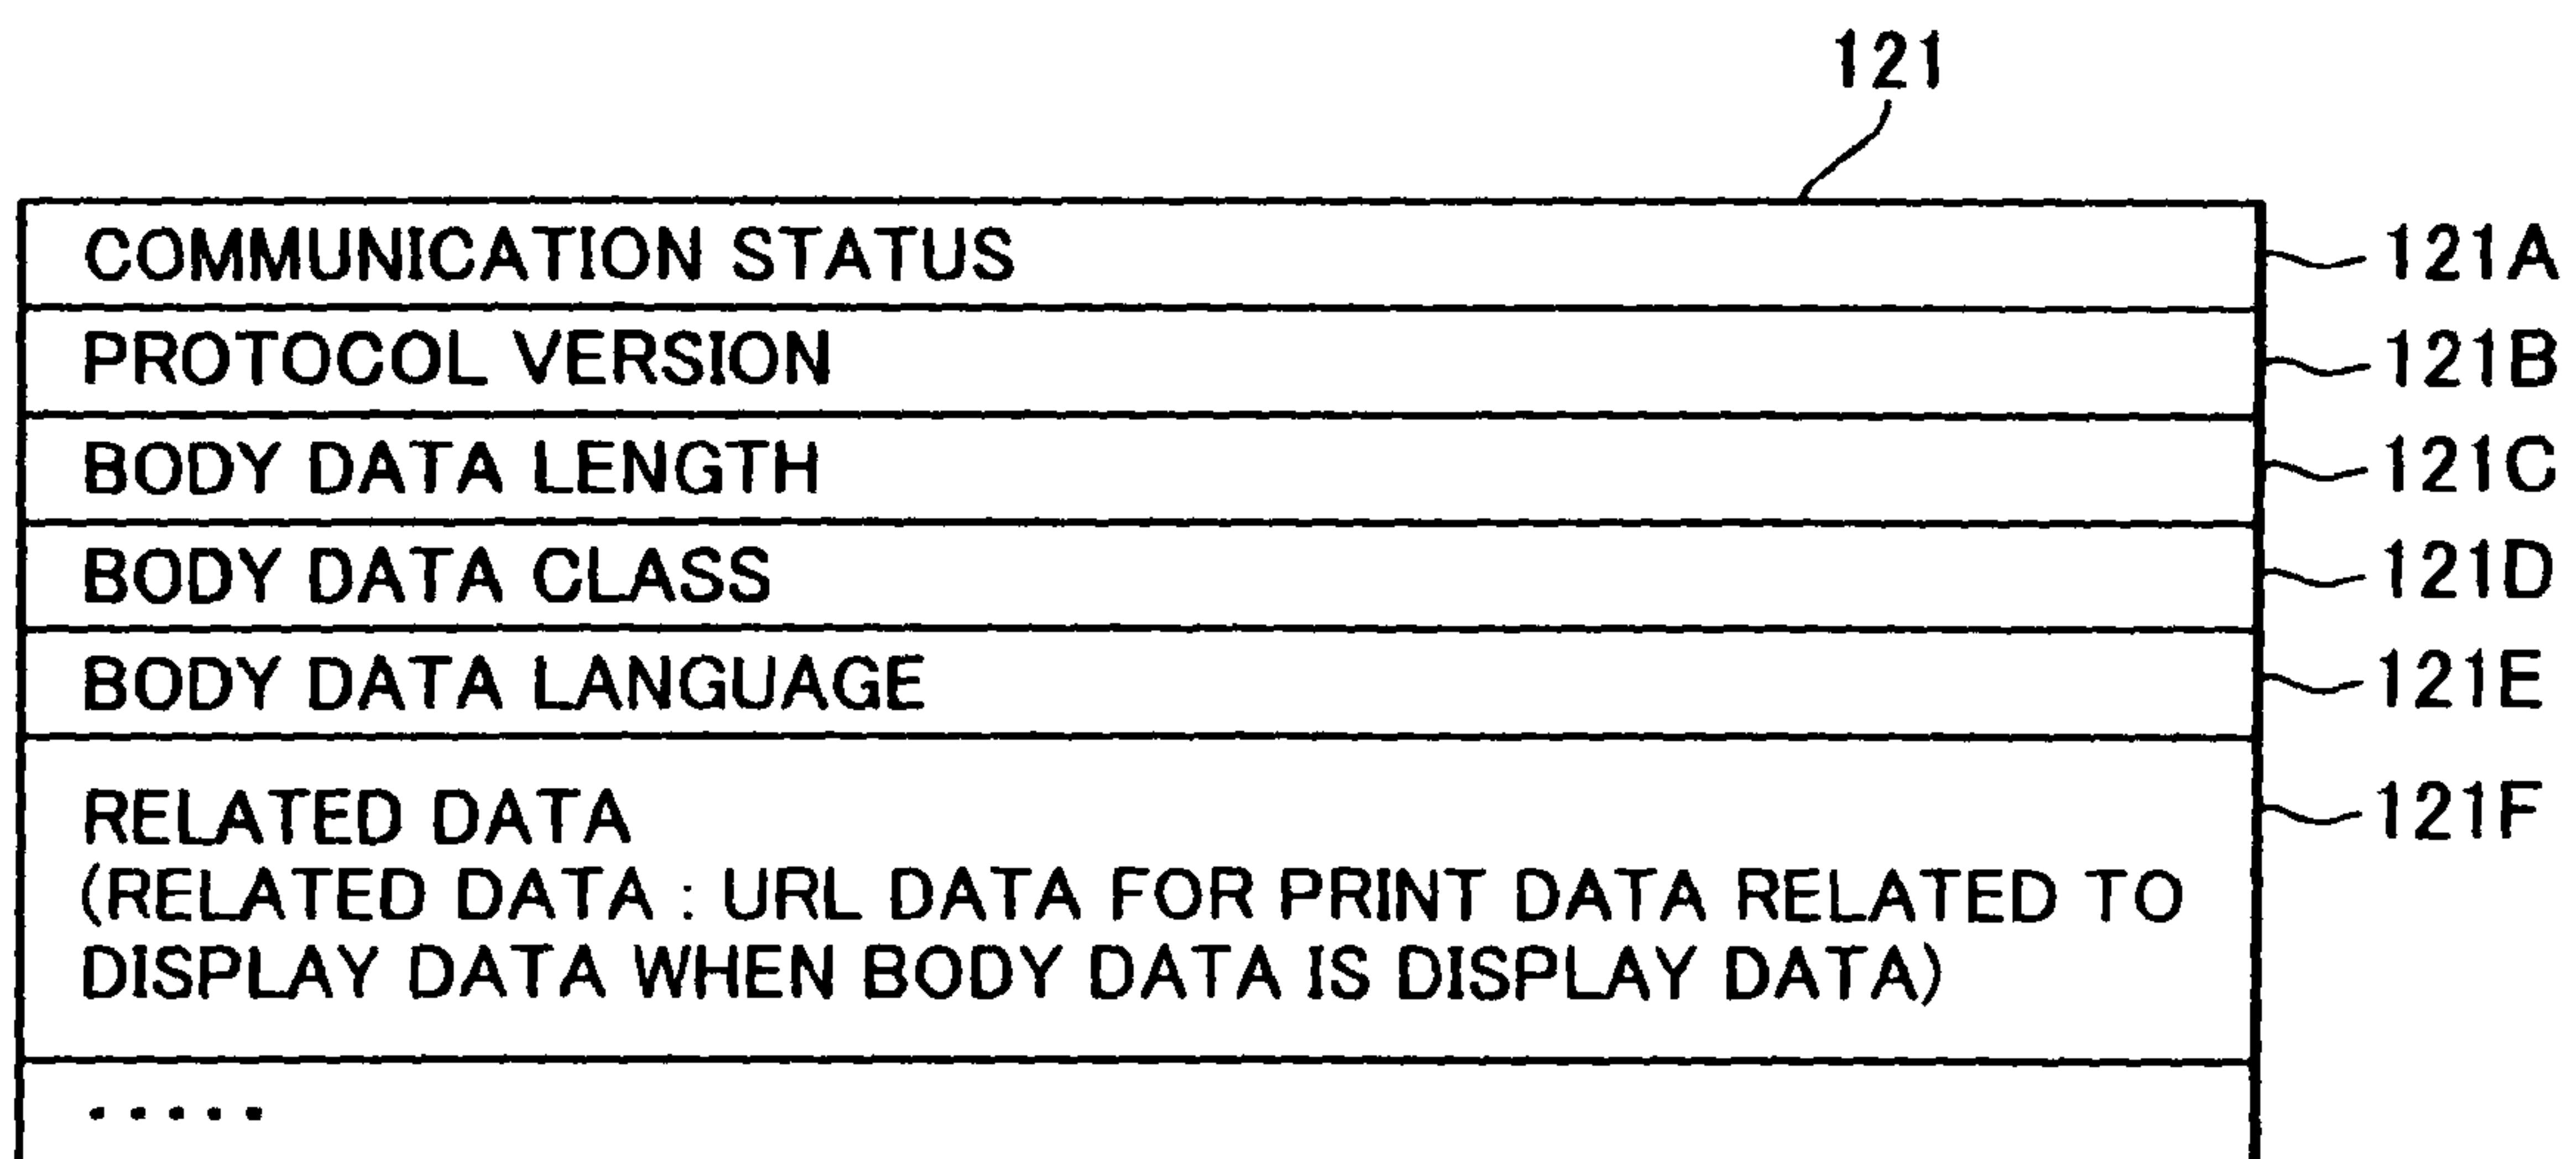 121
COMMUNICATION STATUS 121A
PROTOCOL VERSION 121B
BODY DATA LENGTH 121C
BODY DATA CLASS 121D
BODY DATA LANGUAGE 121E
RELATED DATA 121F
(RELATED DATA : URL DATA FOR PRINT DATA RELATED TO
DISPLAY DATA WHEN BODY DATA IS DISPLAY DATA)
.....